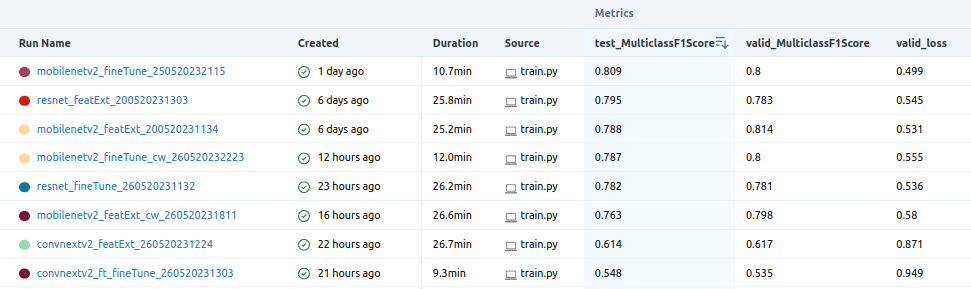 Metrics
Run Name Created Duration Source test_MulticlassF1Score valid_MulticlassF1Score valid_loss
mobilenetv2_fineTune_250520232115 1 day ago 10.7min train.py 0.809 0.8 0.499
resnet_featExt_200520231303 6 days ago 25.8min train.py 0.795 0.783 0.545
mobilenetv2_featExt_200520231134 6 days ago 25.2min train.py 0.788 0.814 0.531
mobilenetv2_fineTune_cw_260520232223 12 hours ago 12.0min train.py 0.787 0.8 0.555
resnet_fineTune_260520231132 23 hours ago 26.2min train.py 0.782 0.781 0.536
mobilenetv2_featExt_cw_260520231811 16 hours ago 26.6min train.py 0.763 0.798 0.58
convnextv2_featExt_260520231224 22 hours ago 26.7min train.py 0.614 0.617 0.871
convnextv2_ft_fineTune_260520231303 21 hours ago 9.3min train.py 0.548 0.535 0.949